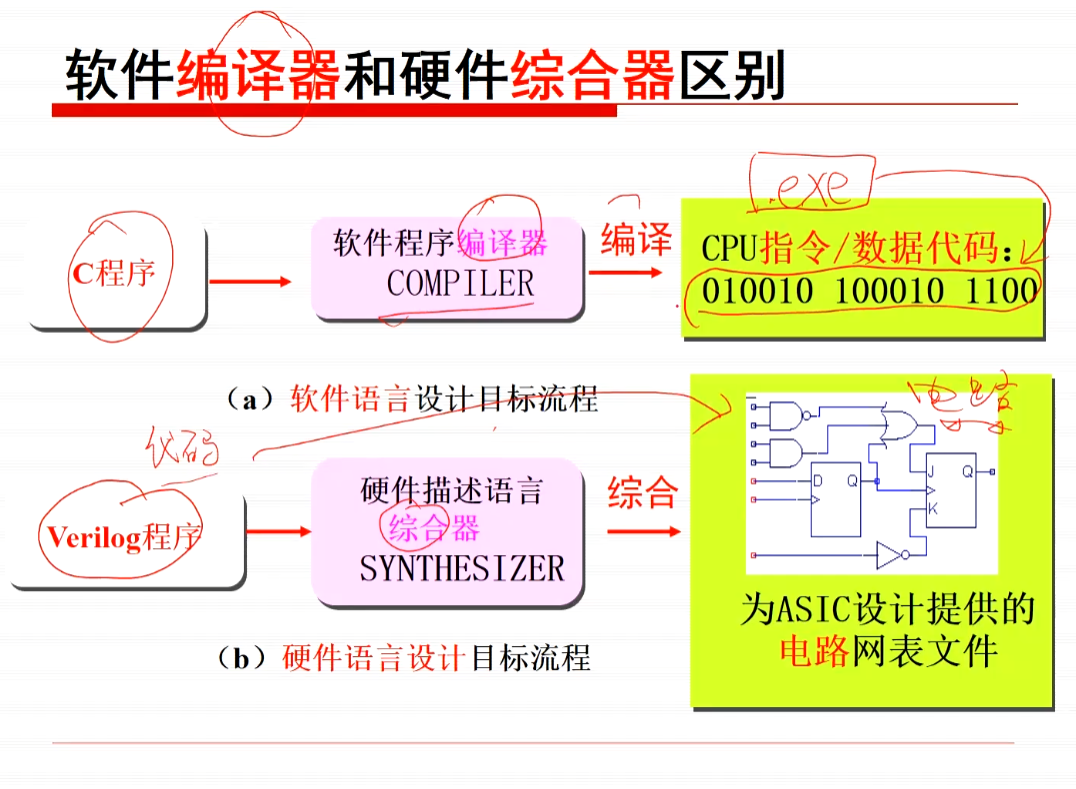 软件编译器和硬件综合器区别
.exe
C程序
软件程序编译器
COMPILER
编译
CPU指令/数据代码：
010010 100010 1100
（a）软件语言设计目标流程
代码
电路
Verilog程序
硬件描述语言
综合器
SYNTHESIZER
综合
D Q
J Q
K
为ASIC设计提供的
电路网表文件
（b）硬件语言设计目标流程